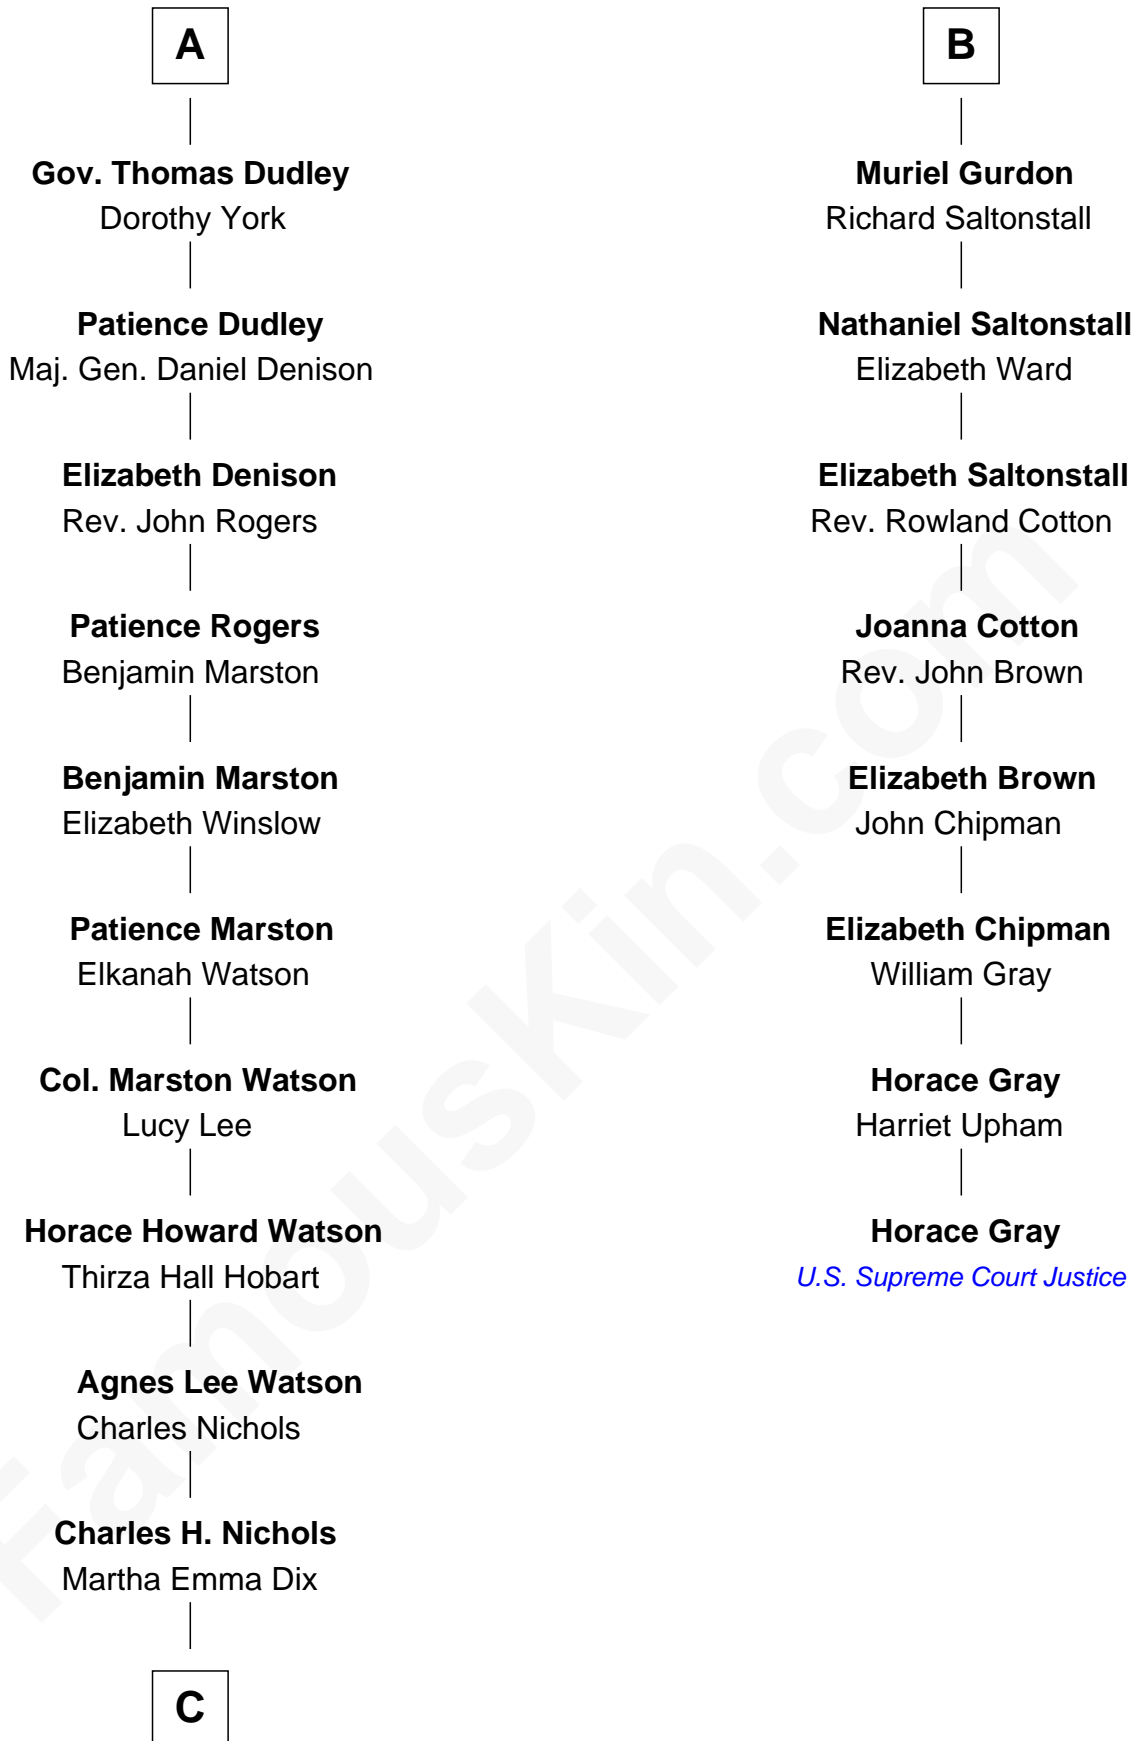 A
Gov. Thomas Dudley
Dorothy York
Patience Dudley
Maj. Gen. Daniel Denison
Elizabeth Denison
Rev. John Rogers
Patience Rogers
Benjamin Marston
Benjamin Marston
Elizabeth Winslow
Patience Marston
Elkanah Watson
Col. Marston Watson
Lucy Lee
Horace Howard Watson
Thirza Hall Hobart
Agnes Lee Watson
Charles Nichols
Charles H. Nichols
Martha Emma Dix
C
B
Muriel Gurdon
Richard Saltonstall
Nathaniel Saltonstall
Elizabeth Ward
Elizabeth Saltonstall
Rev. Rowland Cotton
Joanna Cotton
Rev. John Brown
Elizabeth Brown
John Chipman
Elizabeth Chipman
William Gray
Horace Gray
Harriet Upham
Horace Gray
U.S. Supreme Court Justice
FamousKin.com